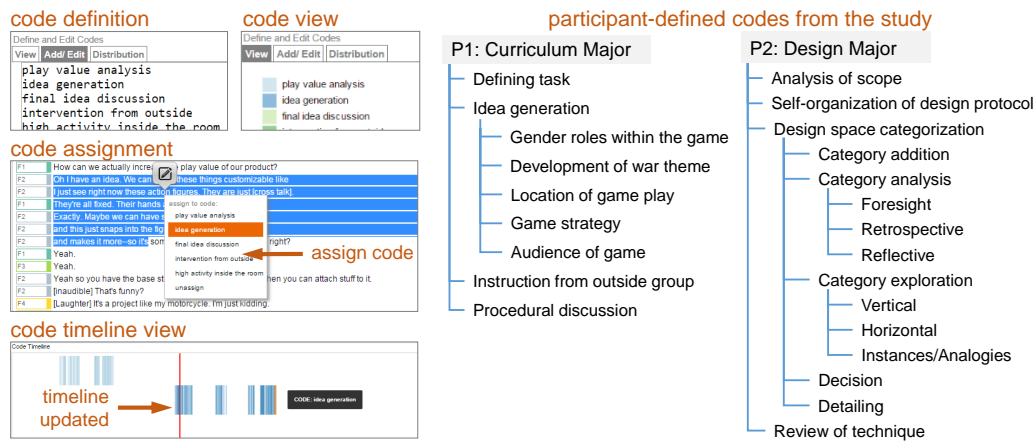 code definition
Define and Edit Codes
View Add/ Edit Distribution
play value analysis
idea generation
final idea discussion
intervention from outside
high activity inside the room
code view
Define and Edit Codes
View Add/ Edit Distribution
play value analysis
idea generation
final idea discussion
code assignment
F1 How can we actually increa e play value of our product?
F2 Oh I have an idea. We can these things customizable like
F2 I just see right now these action figures. They are just [cross talk].
F1 They're all fixed. Their hands a
F2 Exactly. Maybe we can have s
F2 and this just snaps into the fig
F2 and makes it more--so it's som right?
F1 Yeah.
F3 Yeah.
F2 Yeah so you have the base st hen you can attach stuff to it.
F2 [inaudible] That's funny?
F4 [Laughter] It's a project like my motorcycle. I'm just kidding.
assign to code:
play value analysis
idea generation
final idea discussion
intervention from outside
high activity inside the room
unassign
assign code
code timeline view
Code Timeline
timeline
updated
CODE: idea generation
participant-defined codes from the study
P1: Curriculum Major
Defining task
Idea generation
Gender roles within the game
Development of war theme
Location of game play
Game strategy
Audience of game
Instruction from outside group
Procedural discussion
P2: Design Major
Analysis of scope
Self-organization of design protocol
Design space categorization
Category addition
Category analysis
Foresight
Retrospective
Reflective
Category exploration
Vertical
Horizontal
Instances/Analogies
Decision
Detailing
Review of technique